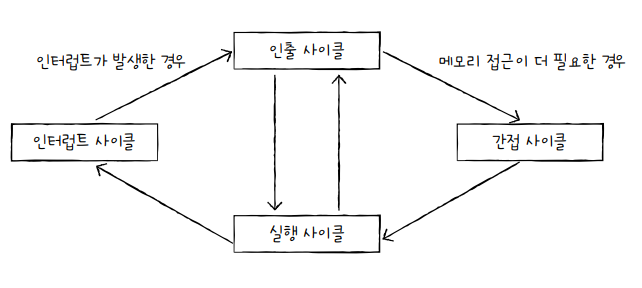 인출 사이클
인터럽트가 발생한 경우
메모리 접근이 더 필요한 경우
인터럽트 사이클
간접 사이클
실행 사이클